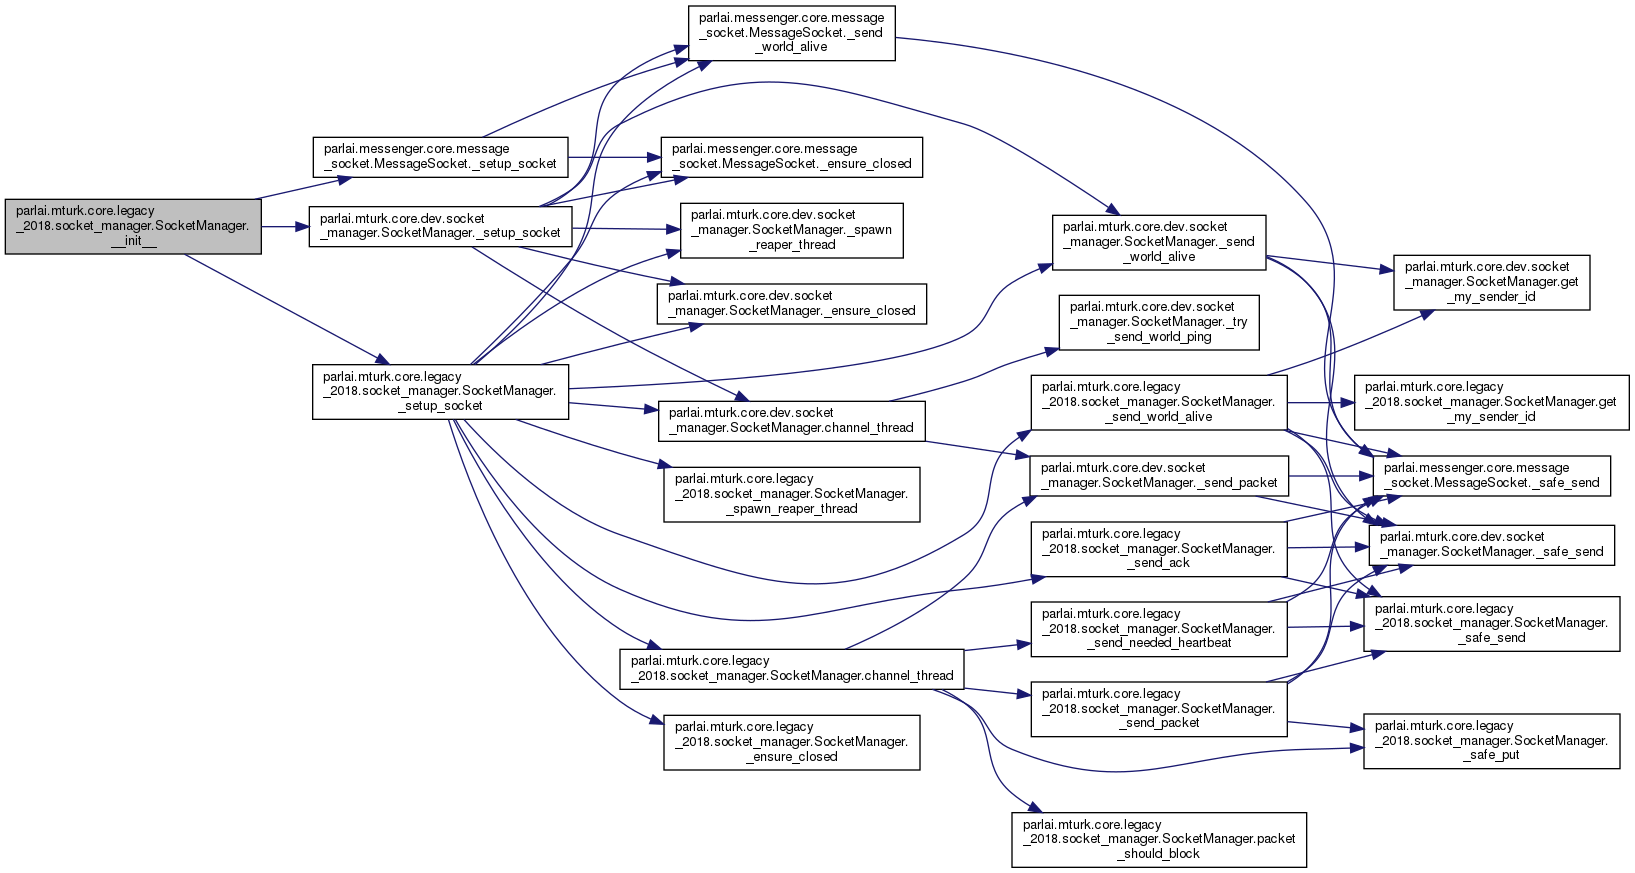 parlai.messenger.core.message
_socket.MessageSocket._send
_world_alive
parlai.messenger.core.message
_socket.MessageSocket._setup_socket
parlai.messenger.core.message
_socket.MessageSocket._ensure_closed
parlai.mturk.core.legacy
_2018.socket_manager.SocketManager.
__init__
parlai.mturk.core.dev.socket
_manager.SocketManager._setup_socket
parlai.mturk.core.dev.socket
_manager.SocketManager._spawn
_reaper_thread
parlai.mturk.core.dev.socket
_manager.SocketManager._send
_world_alive
parlai.mturk.core.dev.socket
_manager.SocketManager.get
_my_sender_id
parlai.mturk.core.dev.socket
_manager.SocketManager._ensure_closed
parlai.mturk.core.dev.socket
_manager.SocketManager._try
_send_world_ping
parlai.mturk.core.legacy
_2018.socket_manager.SocketManager.
_setup_socket
parlai.mturk.core.dev.socket
_manager.SocketManager.channel_thread
parlai.mturk.core.legacy
_2018.socket_manager.SocketManager.
_send_world_alive
parlai.mturk.core.legacy
_2018.socket_manager.SocketManager.get
_my_sender_id
parlai.mturk.core.legacy
_2018.socket_manager.SocketManager.
_spawn_reaper_thread
parlai.mturk.core.dev.socket
_manager.SocketManager._send_packet
parlai.messenger.core.message
_socket.MessageSocket._safe_send
parlai.mturk.core.legacy
_2018.socket_manager.SocketManager.
_send_ack
parlai.mturk.core.dev.socket
_manager.SocketManager._safe_send
parlai.mturk.core.legacy
_2018.socket_manager.SocketManager.
_send_needed_heartbeat
parlai.mturk.core.legacy
_2018.socket_manager.SocketManager.
_safe_send
parlai.mturk.core.legacy
_2018.socket_manager.SocketManager.channel_thread
parlai.mturk.core.legacy
_2018.socket_manager.SocketManager.
_send_packet
parlai.mturk.core.legacy
_2018.socket_manager.SocketManager.
_ensure_closed
parlai.mturk.core.legacy
_2018.socket_manager.SocketManager.
_safe_put
parlai.mturk.core.legacy
_2018.socket_manager.SocketManager.packet
_should_block